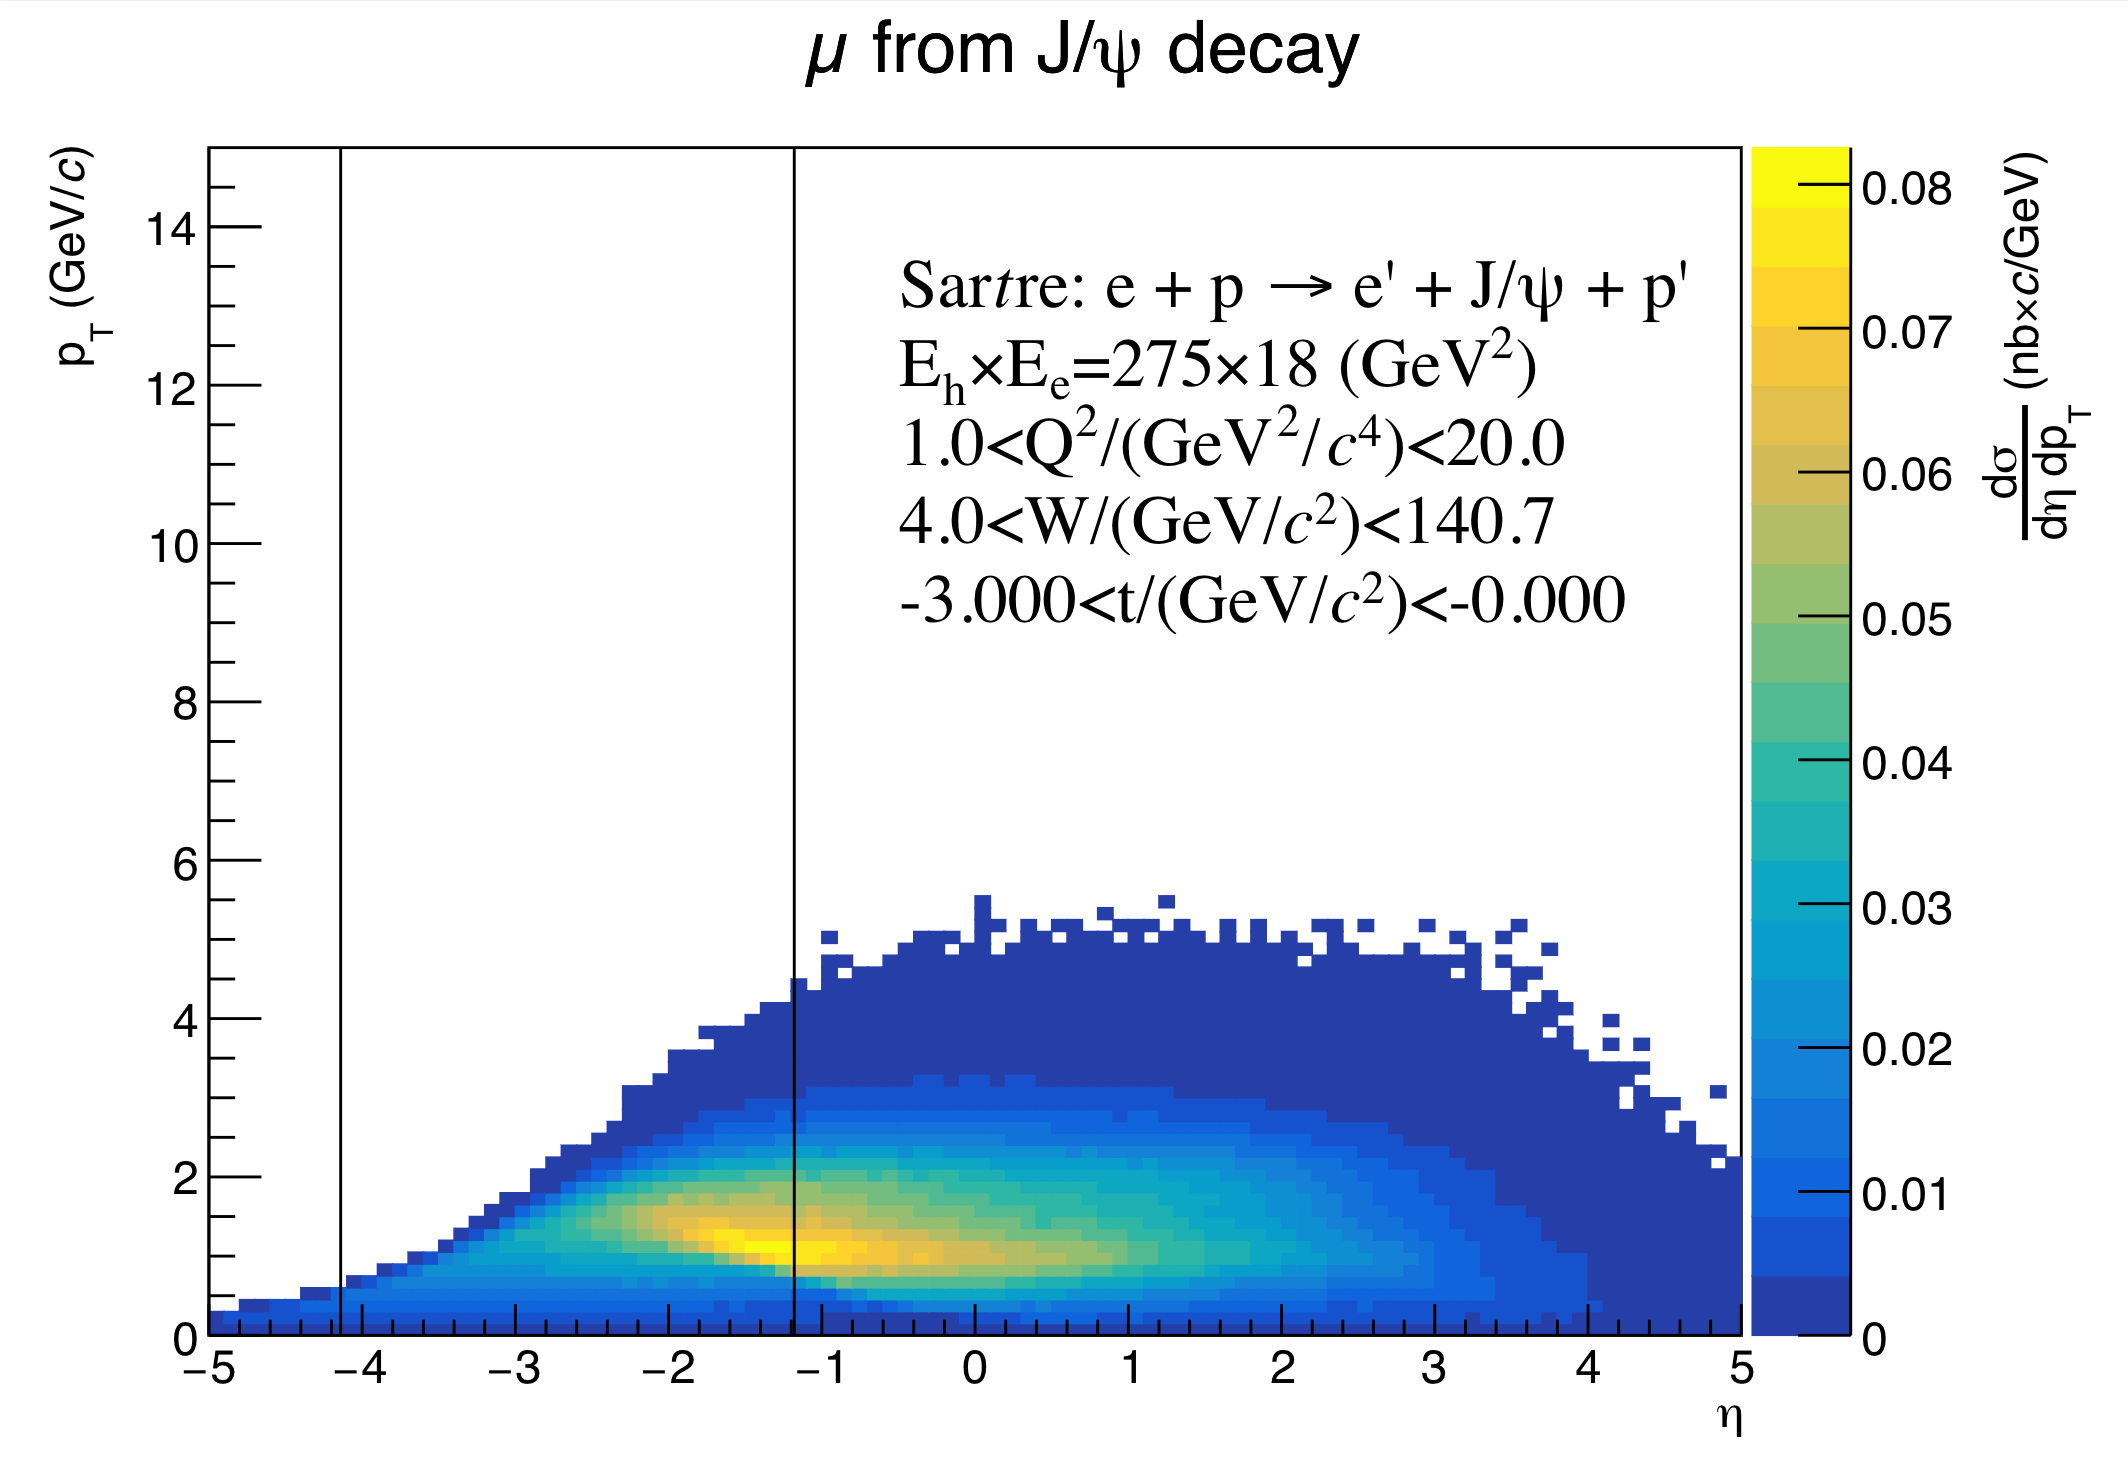 μ from J/ψ decay
p_T (GeV/c)
14
12
10
8
6
4
2
0
Sartre: e + p → e' + J/ψ + p'
E_h×E_e=275×18 (GeV²)
1.0<Q²/(GeV²/c⁴)<20.0
4.0<W/(GeV/c²)<140.7
-3.000<t/(GeV/c²)<-0.000
−5 −4 −3 −2 −1 0 1 2 3 4 5
η
0.08
0.07
0.06
0.05
0.04
0.03
0.02
0.01
0
dσ/dη dp_T (nb×c/GeV)